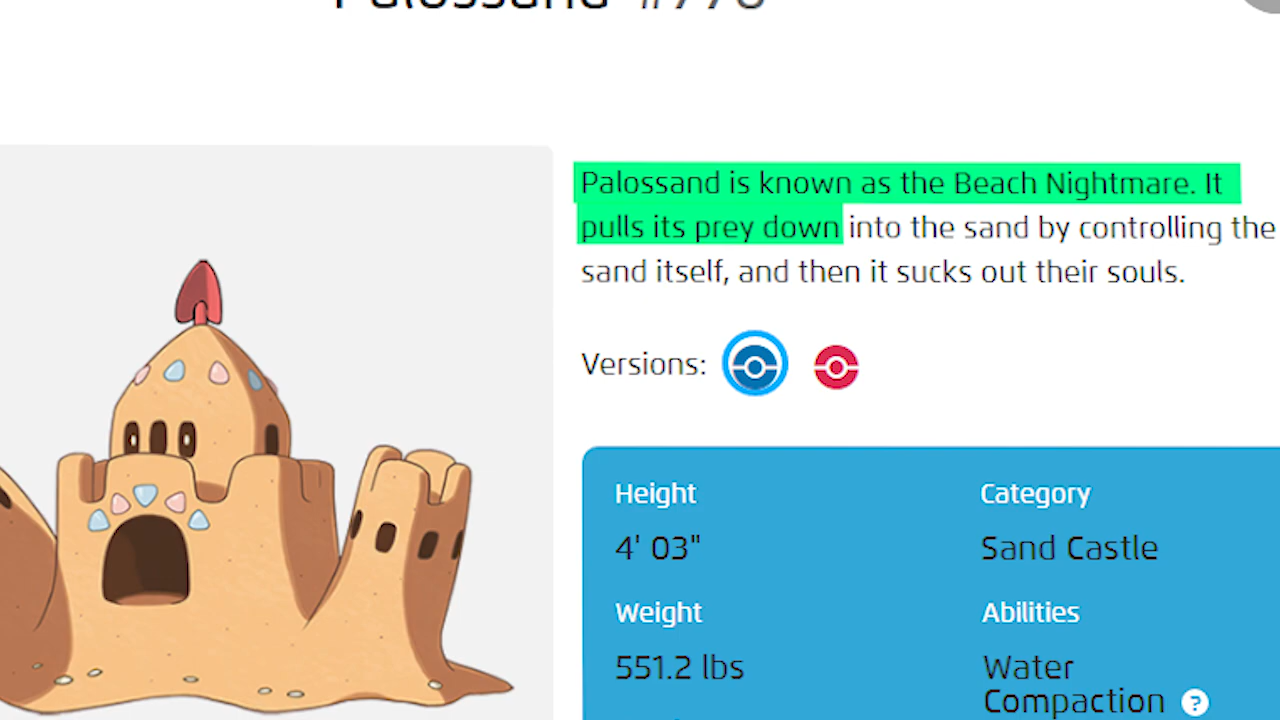 Palossand #770
Palossand is known as the Beach Nightmare. It
pulls its prey down into the sand by controlling the
sand itself, and then it sucks out their souls.
Versions:
Height
Category
4' 03"
Sand Castle
Weight
Abilities
551.2 lbs
Water
Compaction ?